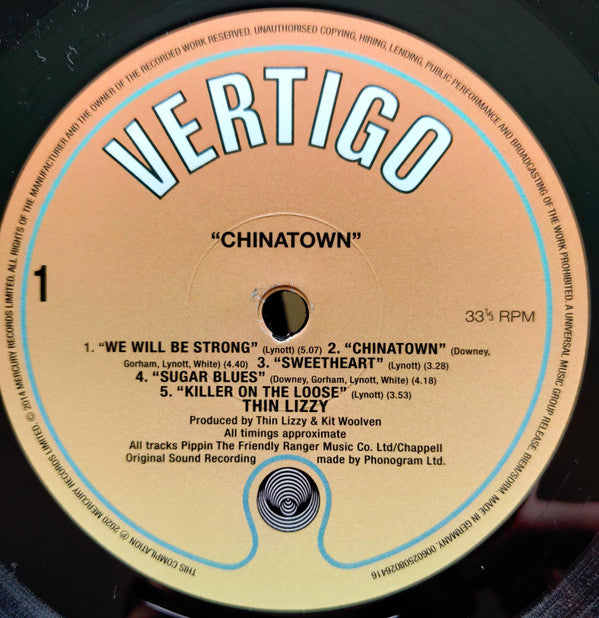 THIS COMPILATION ℗ 2020 MERCURY RECORDS LIMITED. © 2014 MERCURY RECORDS LIMITED. ALL RIGHTS OF THE MANUFACTURER AND THE OWNER OF THE RECORDED WORK RESERVED. UNAUTHORISED COPYING, HIRING, LENDING, PUBLIC PERFORMANCE AND BROADCASTING OF THE WORK PROHIBITED. A UNIVERSAL MUSIC GROUP RELEASE. BIEM/SDRM. MADE IN GERMANY. 00602508026416
VERTIGO
"CHINATOWN"
1
33⅓ RPM
1. "WE WILL BE STRONG" (Lynott) (5.07) 2. "CHINATOWN" (Downey,
Gorham, Lynott, White) (4.40) 3. "SWEETHEART" (Lynott) (3.28)
4. "SUGAR BLUES" (Downey, Gorham, Lynott, White) (4.18)
5. "KILLER ON THE LOOSE" (Lynott) (3.53)
THIN LIZZY
Produced by Thin Lizzy & Kit Woolven
All timings approximate
All tracks Pippin The Friendly Ranger Music Co. Ltd/Chappell
Original Sound Recording made by Phonogram Ltd.